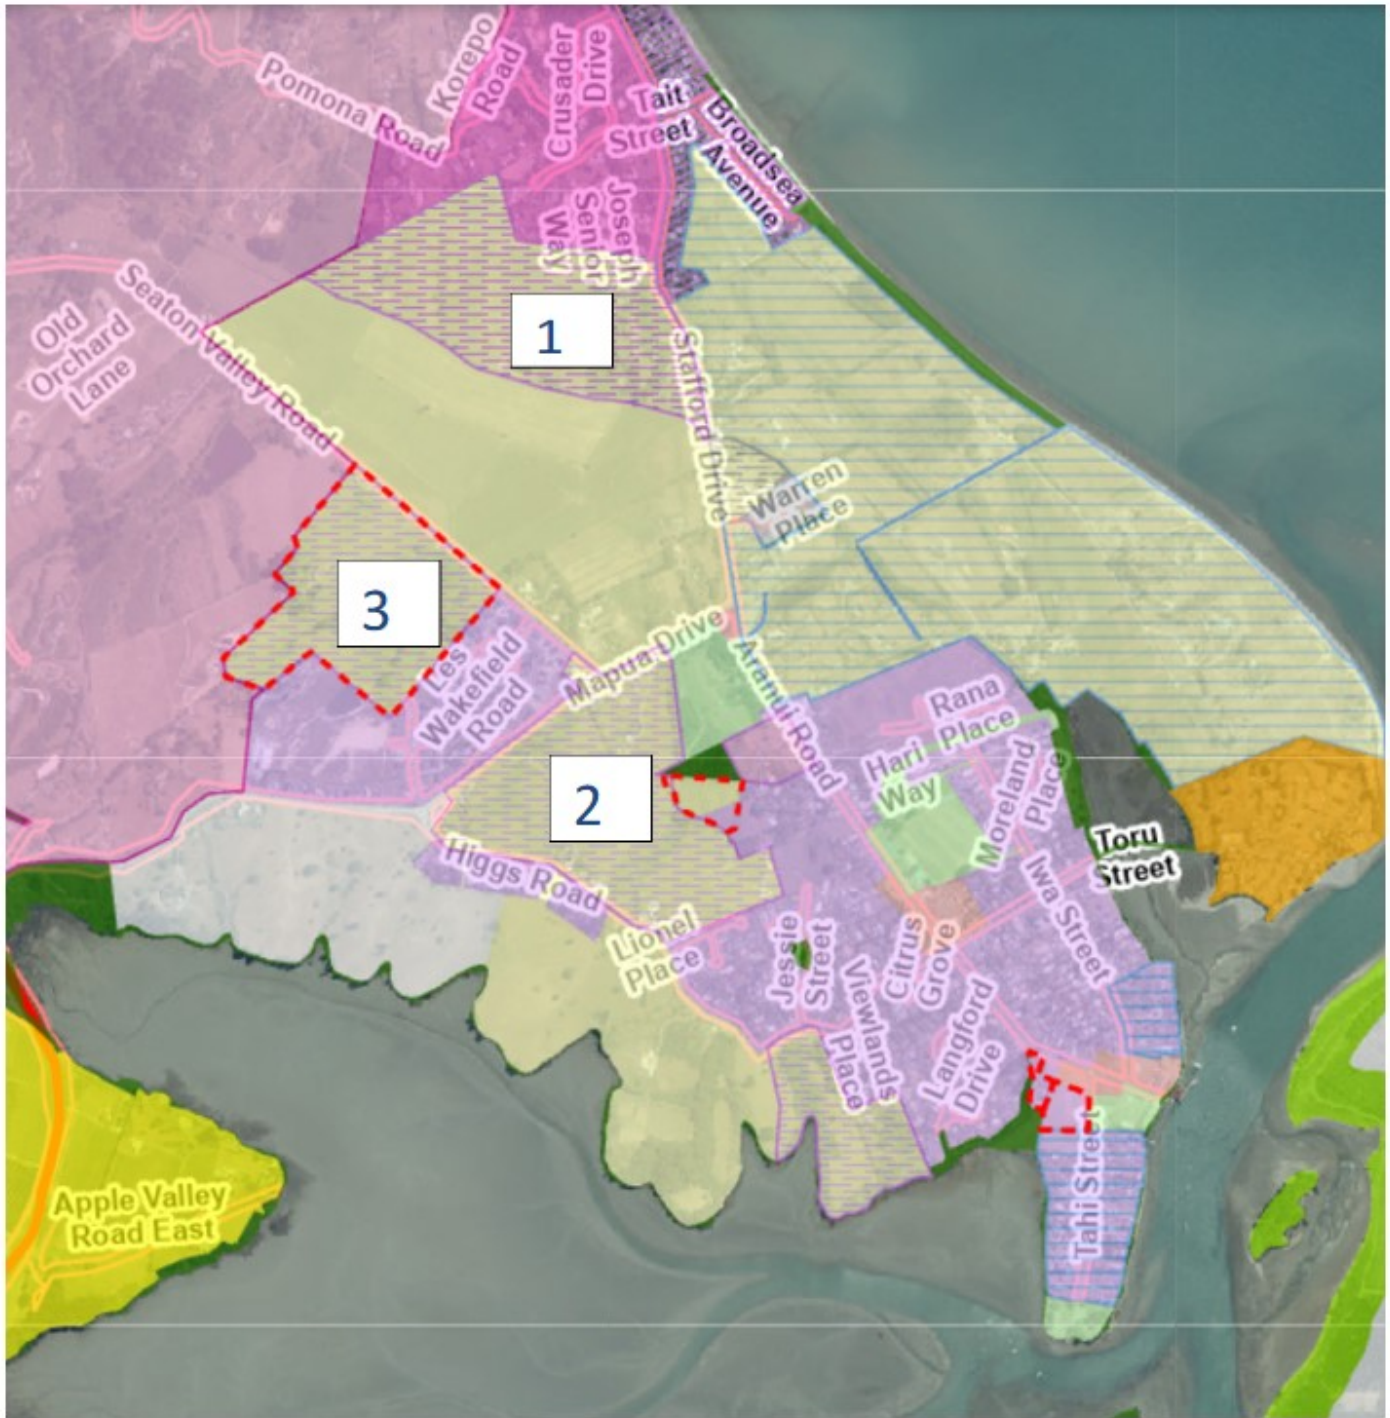 Pomona Road
Korepo
Road
Crusader
Drive
Tait
Street
Broadsea
Avenue
Joseph
Senior
Way
Seaton Valley Road
Old
Orchard
Lane
1
Stafford Drive
Warren
Place
3
Les
Wakefield
Road
Mapua Drive
Aranui Road
Rana
Place
Hari
Way
Moreland
Place
2
Higgs Road
Toru
Street
Iwa Street
Lionel
Place
Jessie
Street
Citrus
Grove
Viewlands
Place
Langford
Drive
Tahi Street
Apple Valley
Road East